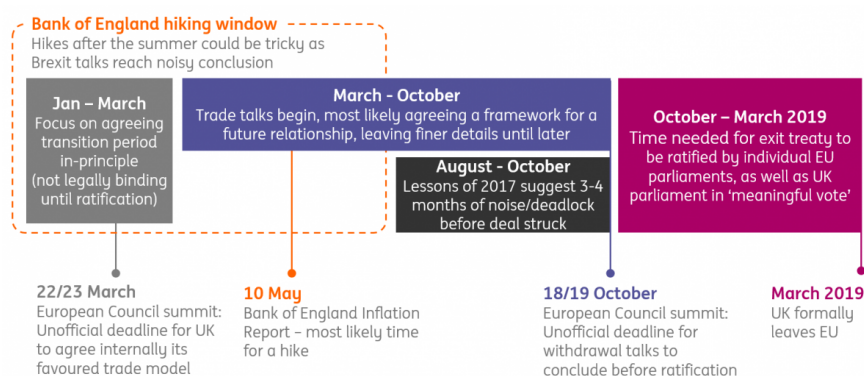 Bank of England hiking window
Hikes after the summer could be tricky as
Brexit talks reach noisy conclusion
Jan – March
Focus on agreeing
transition period
in-principle
(not legally binding
until ratification)
March - October
Trade talks begin, most likely agreeing a framework for a
future relationship, leaving finer details until later
August - October
Lessons of 2017 suggest 3-4
months of noise/deadlock
before deal struck
October – March 2019
Time needed for exit treaty to
be ratified by individual EU
parliaments, as well as UK
parliament in ‘meaningful vote’
22/23 March
European Council summit:
Unofficial deadline for UK
to agree internally its
favoured trade model
10 May
Bank of England Inflation
Report – most likely time
for a hike
18/19 October
European Council summit:
Unofficial deadline for
withdrawal talks to
conclude before ratification
March 2019
UK formally
leaves EU